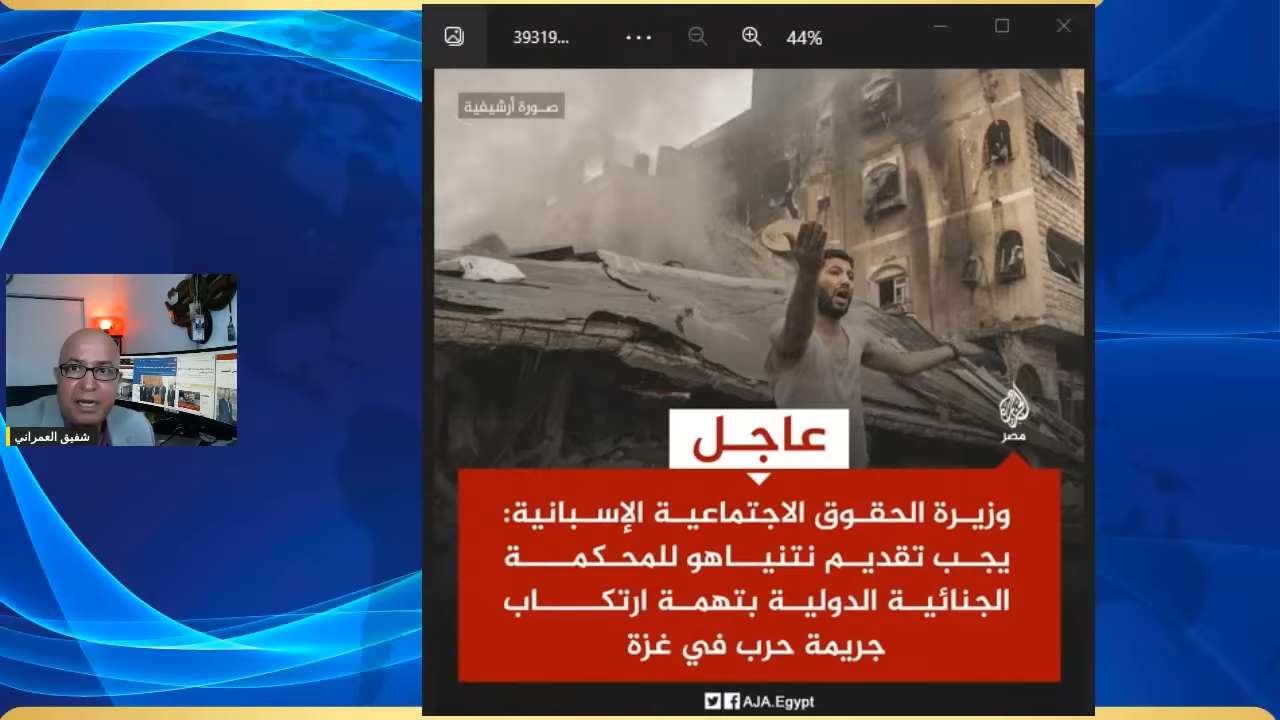 39319...
44%
صورة أرشيفية
مصر
عاجل
وزيرة الحقوق الاجتماعية الإسبانية:
يجب تقديم نتنياهو للمحكمة
الجنائية الدولية بتهمة ارتكاب
جريمة حرب في غزة
AJA.Egypt
شفيق العمراني